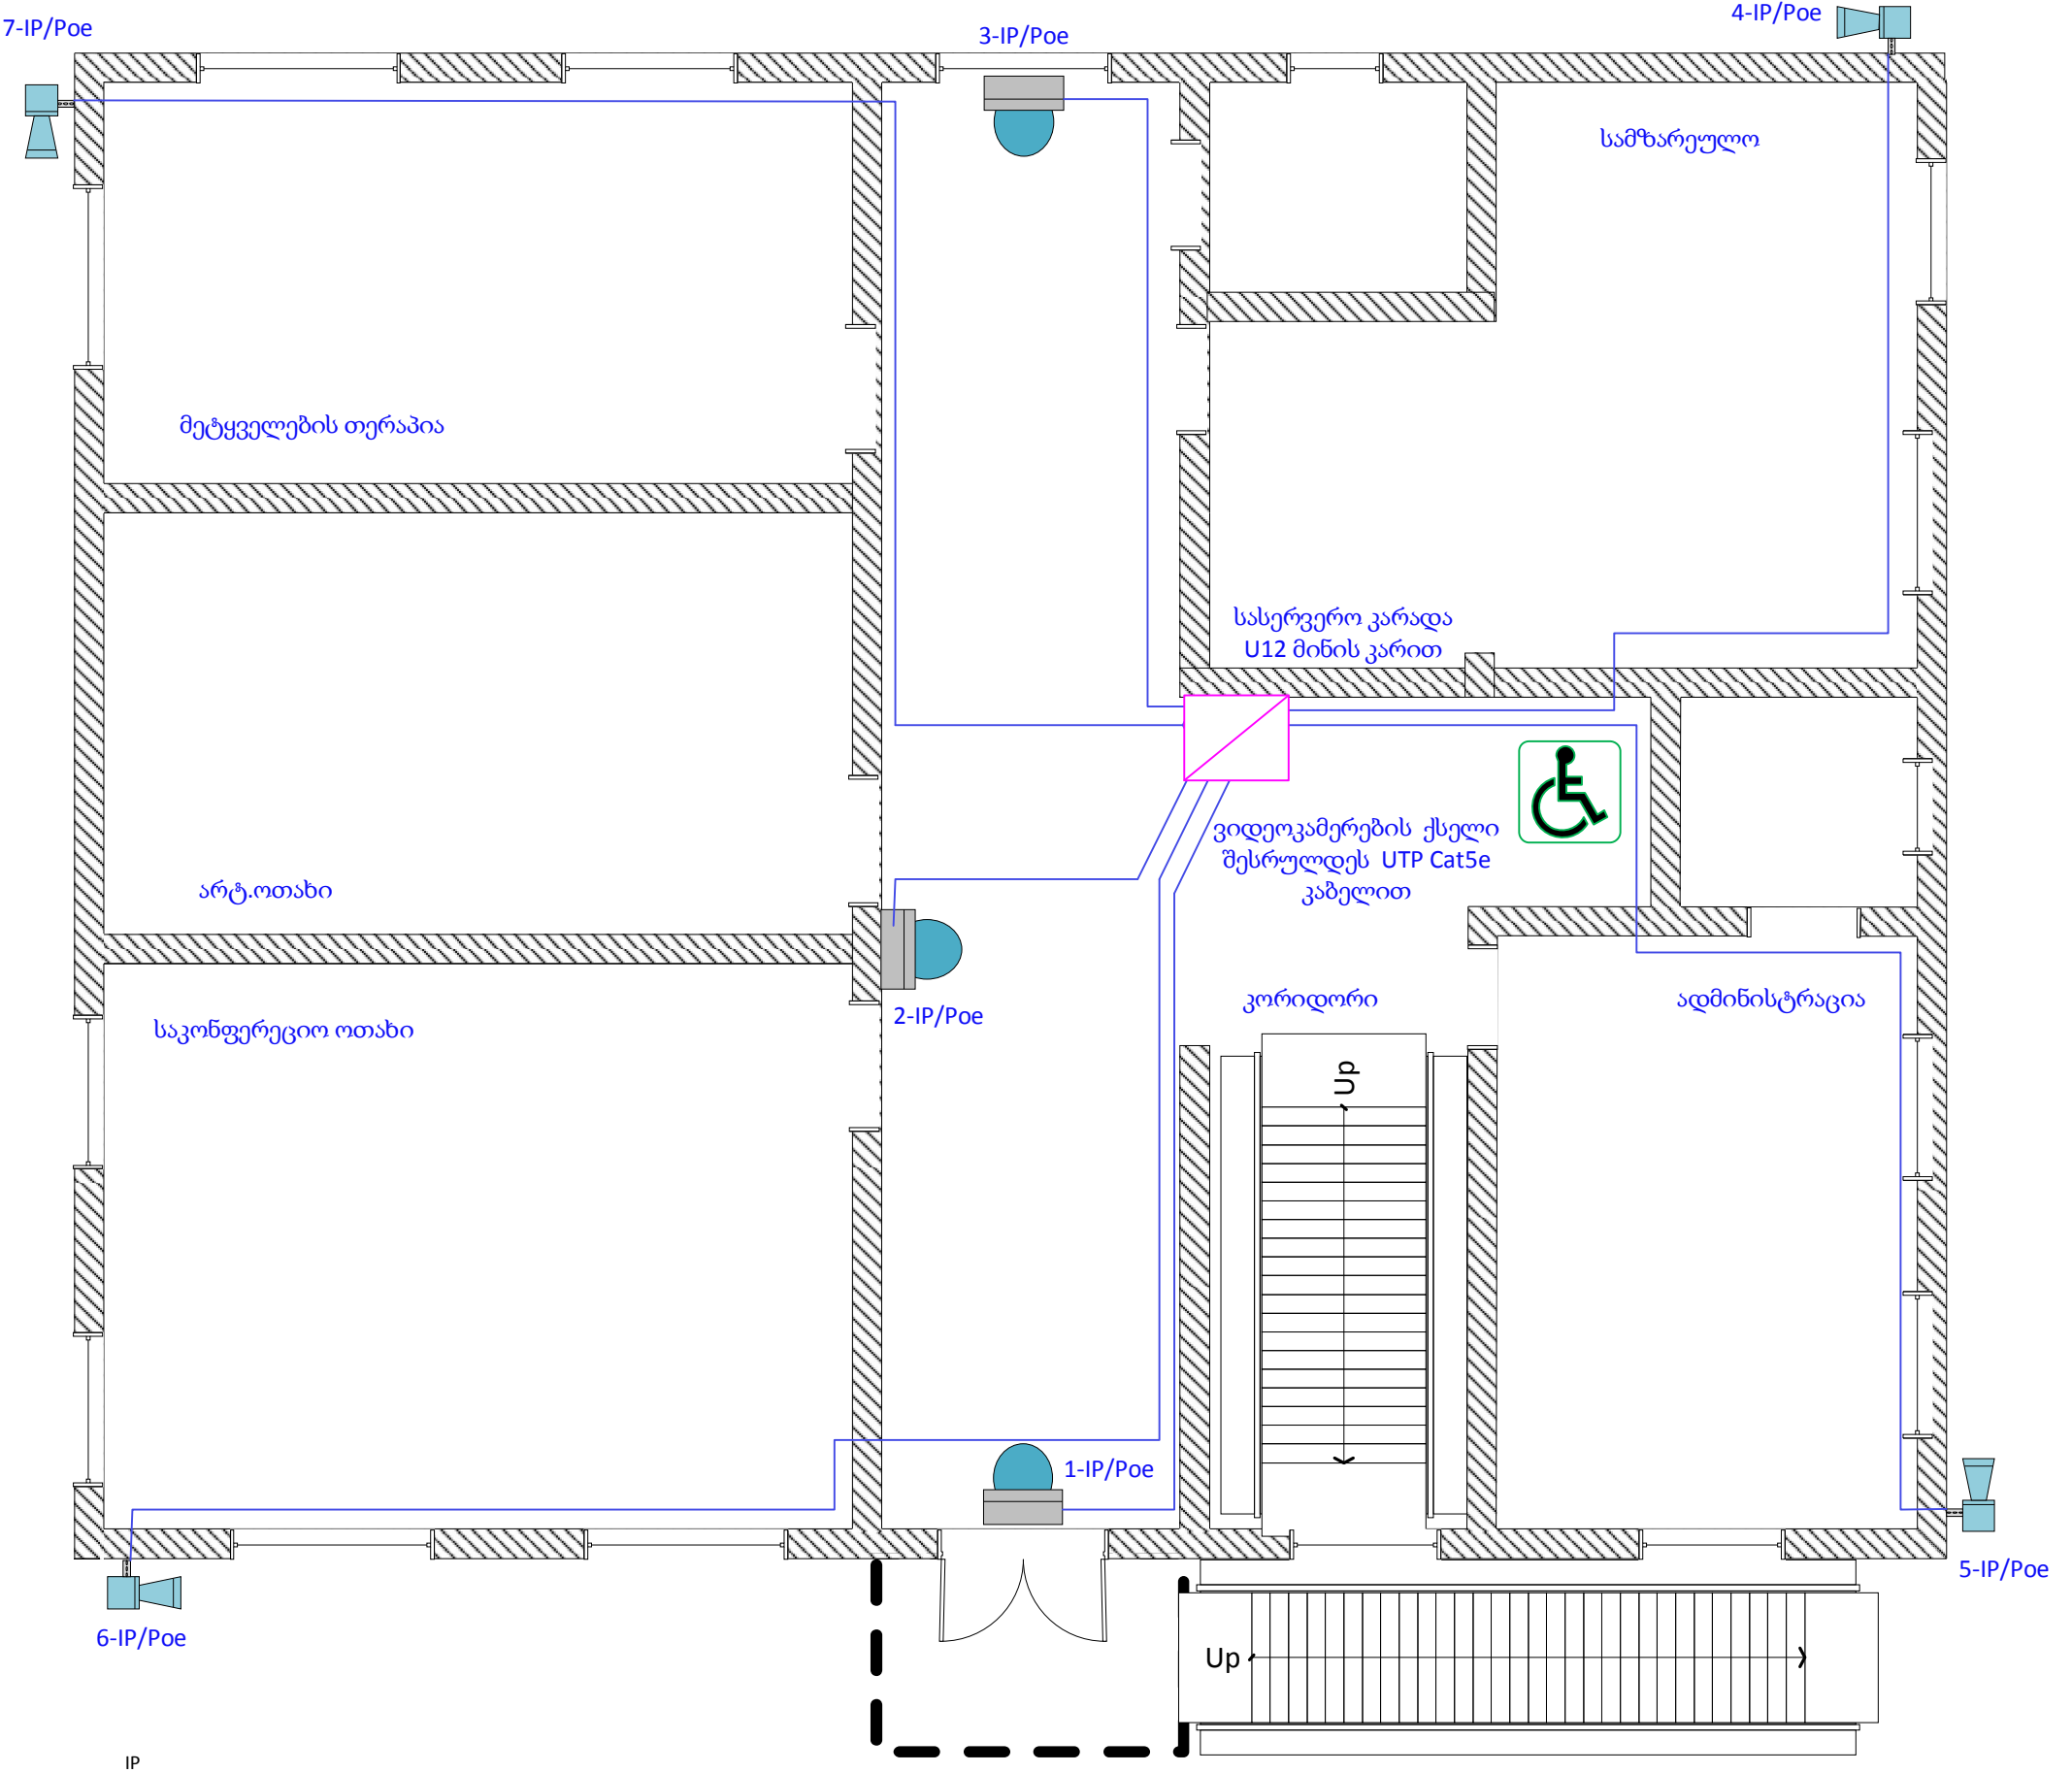 7-IP/Poe
3-IP/Poe
4-IP/Poe
სამზარეულო
მეტყველების თერაპია
სასერვერო კარადა
U12 მინის კარით
ვიდეოკამერების ქსელი
შესრულდეს UTP Cat5e
კაბელით
არტ.ოთახი
კორიდორი
ადმინისტრაცია
2-IP/Poe
საკონფერეციო ოთახი
Up
1-IP/Poe
5-IP/Poe
6-IP/Poe
Up
IP